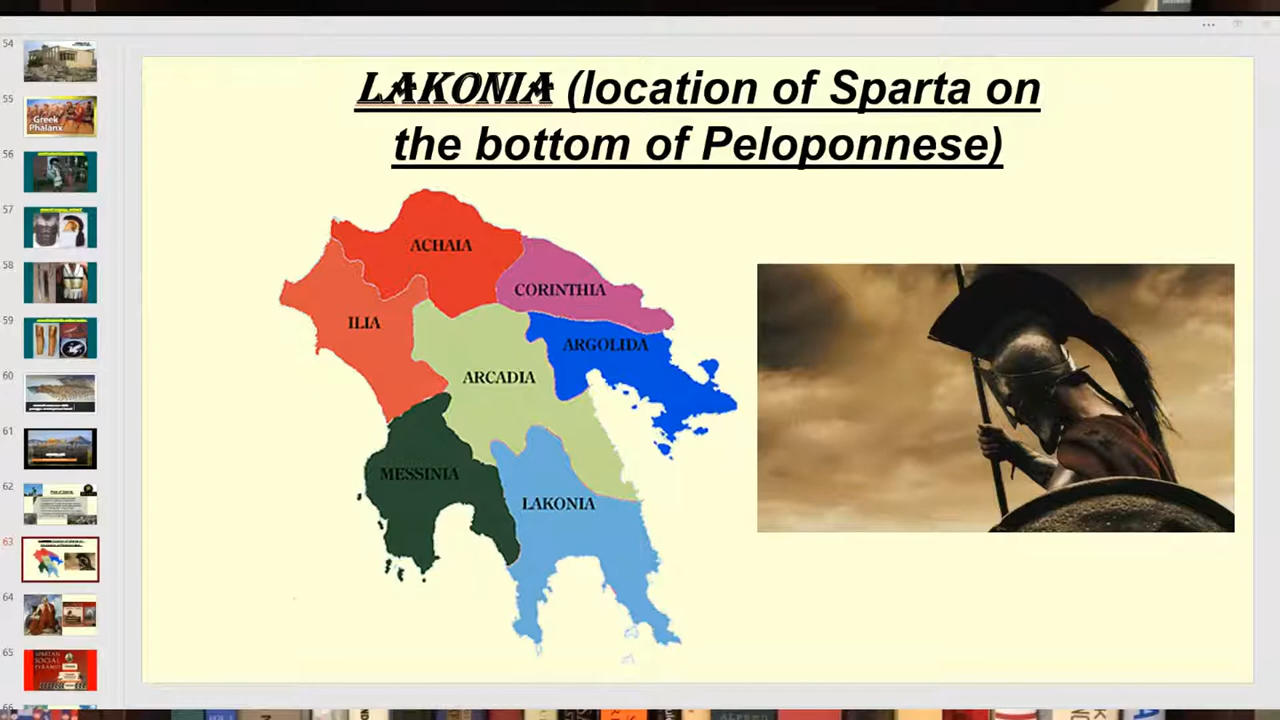 LAKONIA (location of Sparta on
the bottom of Peloponnese)
ACHAIA
CORINTHIA
ILIA
ARGOLIDA
ARCADIA
MESSINIA
LAKONIA
54
55
Greek
Phalanx
56
57
58
59
60
61
62
63
64
65
SPARTAN
SOCIAL
PYRAMID
66